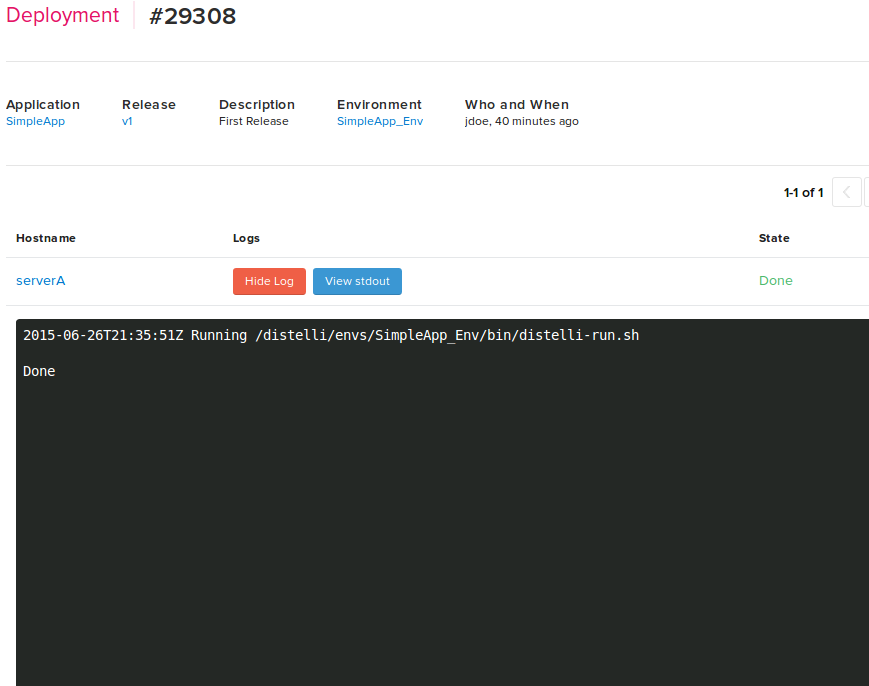 Deployment #29308
Application Release Description Environment Who and When
SimpleApp v1 First Release SimpleApp_Env jdoe, 40 minutes ago
1-1 of 1
Hostname Logs State
serverA Hide Log View stdout Done
2015-06-26T21:35:51Z Running /distelli/envs/SimpleApp_Env/bin/distelli-run.sh
Done